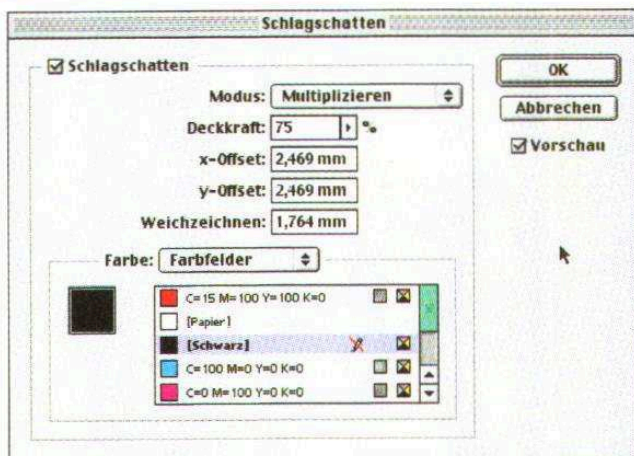 Schlagschatten
Schlagschatten
Modus: Multiplizieren
Deckkraft: 75 %
x-Offset: 2,469 mm
y-Offset: 2,469 mm
Weichzeichnen: 1,764 mm
Farbe: Farbfelder
C=15 M=100 Y=100 K=0
[Papier]
[Schwarz]
C=100 M=0 Y=0 K=0
C=0 M=100 Y=0 K=0
OK
Abbrechen
Vorschau